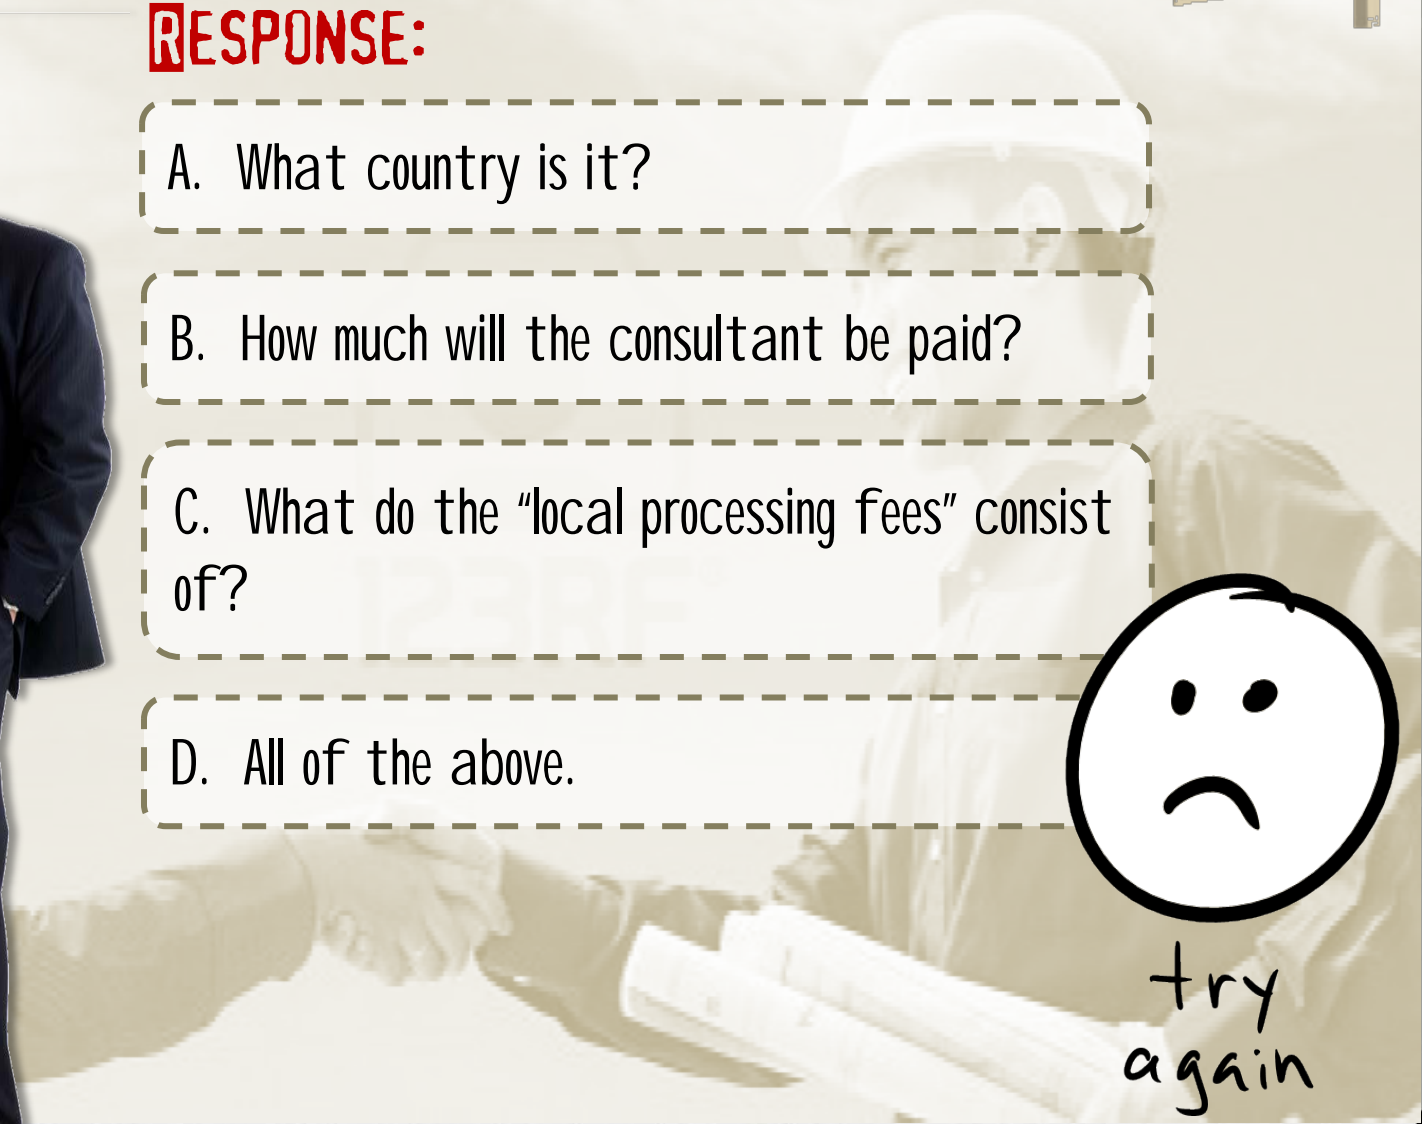 RESPONSE:
A. What country is it?
B. How much will the consultant be paid?
C. What do the “local processing fees” consist
of?
D. All of the above.
123RF
try
again